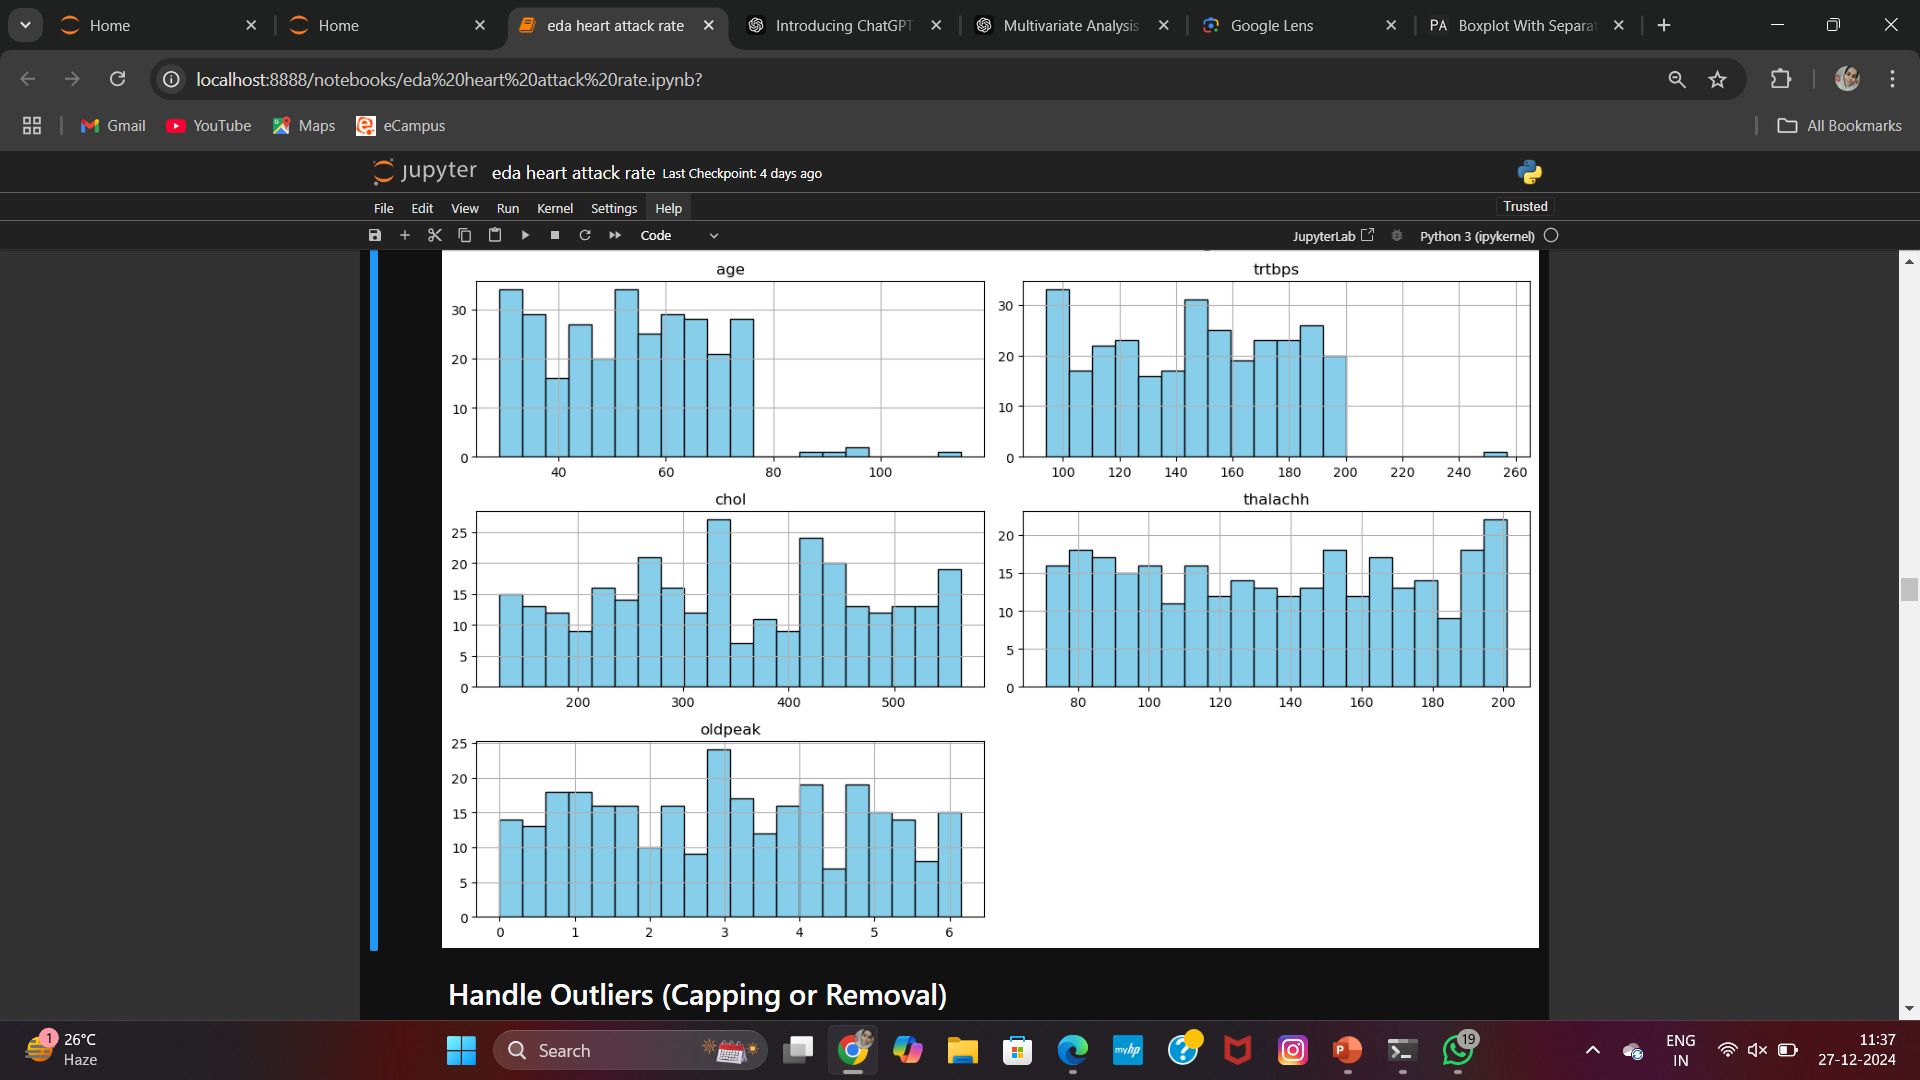 Home
Home
eda heart attack rate
Introducing ChatGPT
Multivariate Analysis
Google Lens
PA Boxplot With Separa
localhost:8888/notebooks/eda%20heart%20attack%20rate.ipynb?
Gmail
YouTube
Maps
eCampus
All Bookmarks
jupyter eda heart attack rate Last Checkpoint: 4 days ago
File Edit View Run Kernel Settings Help
Trusted
Code
JupyterLab
Python 3 (ipykernel)
age
30
20
10
0
40 60 80 100
trtbps
30
20
10
0
100 120 140 160 180 200 220 240 260
chol
25
20
15
10
5
0
200 300 400 500
thalachh
20
15
10
5
0
80 100 120 140 160 180 200
oldpeak
25
20
15
10
5
0
0 1 2 3 4 5 6
Handle Outliers (Capping or Removal)
1
26°C
Haze
Search
myhp
19
ENG
IN
11:37
27-12-2024